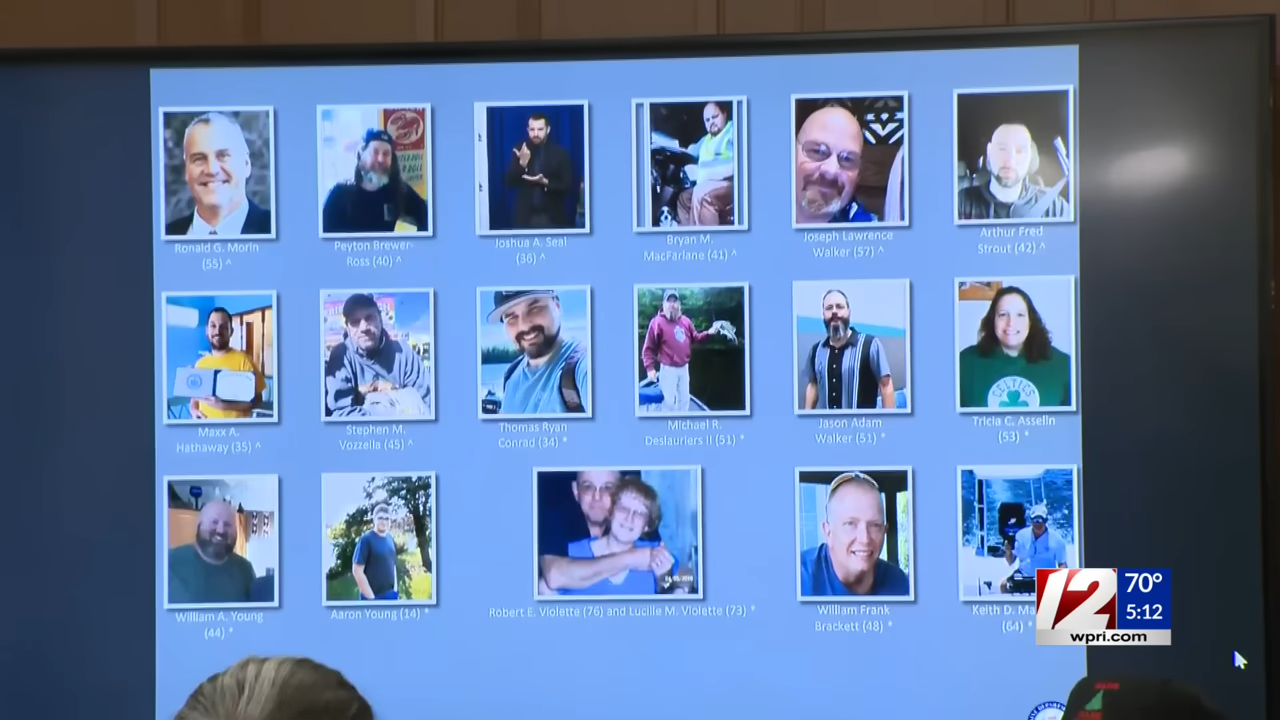 Ronald G. Morin
(55) ^
Peyton Brewer-
Ross (40) ^
Joshua A. Seal
(36) ^
Bryan M.
MacFarlane (41) ^
Joseph Lawrence
Walker (57) ^
Arthur Fred
Strout (42) ^
Maxx A.
Hathaway (35) ^
Stephen M.
Vozzella (45) ^
Thomas Ryan
Conrad (34) *
Michael R.
Deslauriers II (51) *
Jason Adam
Walker (51) *
CELTICS
Tricia C. Asselin
(53) *
William A. Young
(44) *
Aaron Young (14) *
Robert E. Violette (76) and Lucille M. Violette (73) *
William Frank
Brackett (48) *
Keith D. Ma
(64) *
12
70°
5:12
wpri.com